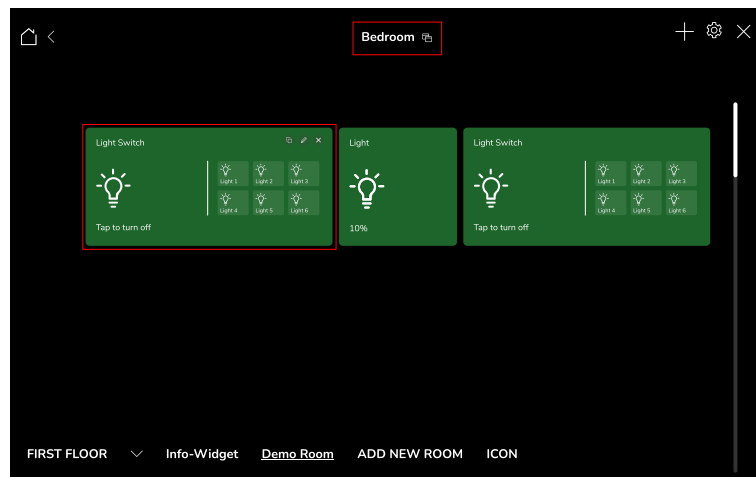 Bedroom
Light Switch
Light 1 Light 2 Light 3
Light 4 Light 5 Light 6
Tap to turn off
Light
10%
Light Switch
Light 1 Light 2 Light 3
Light 4 Light 5 Light 6
Tap to turn off
FIRST FLOOR Info-Widget Demo Room ADD NEW ROOM ICON